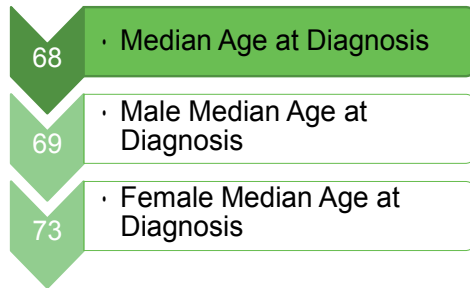 68
· Median Age at Diagnosis
69
· Male Median Age at
Diagnosis
73
· Female Median Age at
Diagnosis